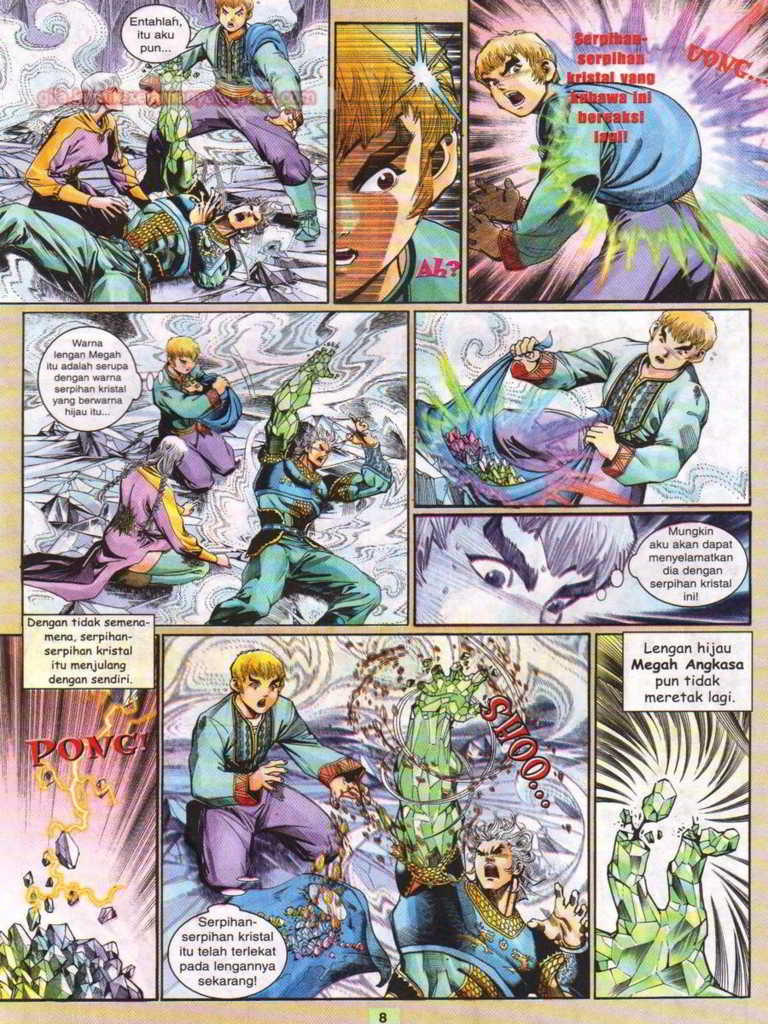 Entahlah,
itu aku
pun...
Ah?
Serpihan-
serpihan
kristal yang
kubawa ini
bereaksi
lagi!
PONG...
Warna
lengan Megah
itu adalah serupa
dengan warna
serpihan kristal
yang berwarna
hijau itu...
Mungkin
aku akan dapat
menyelamatkan
dia dengan
serpihan kristal
ini!
Dengan tidak semena-
mena, serpihan-
serpihan kristal
itu menjulang
dengan sendiri.
PONG!
SHOO...
Serpihan-
serpihan kristal
itu telah terlekat
pada lengannya
sekarang!
Lengan hijau
Megah Angkasa
pun tidak
meretak lagi.
8